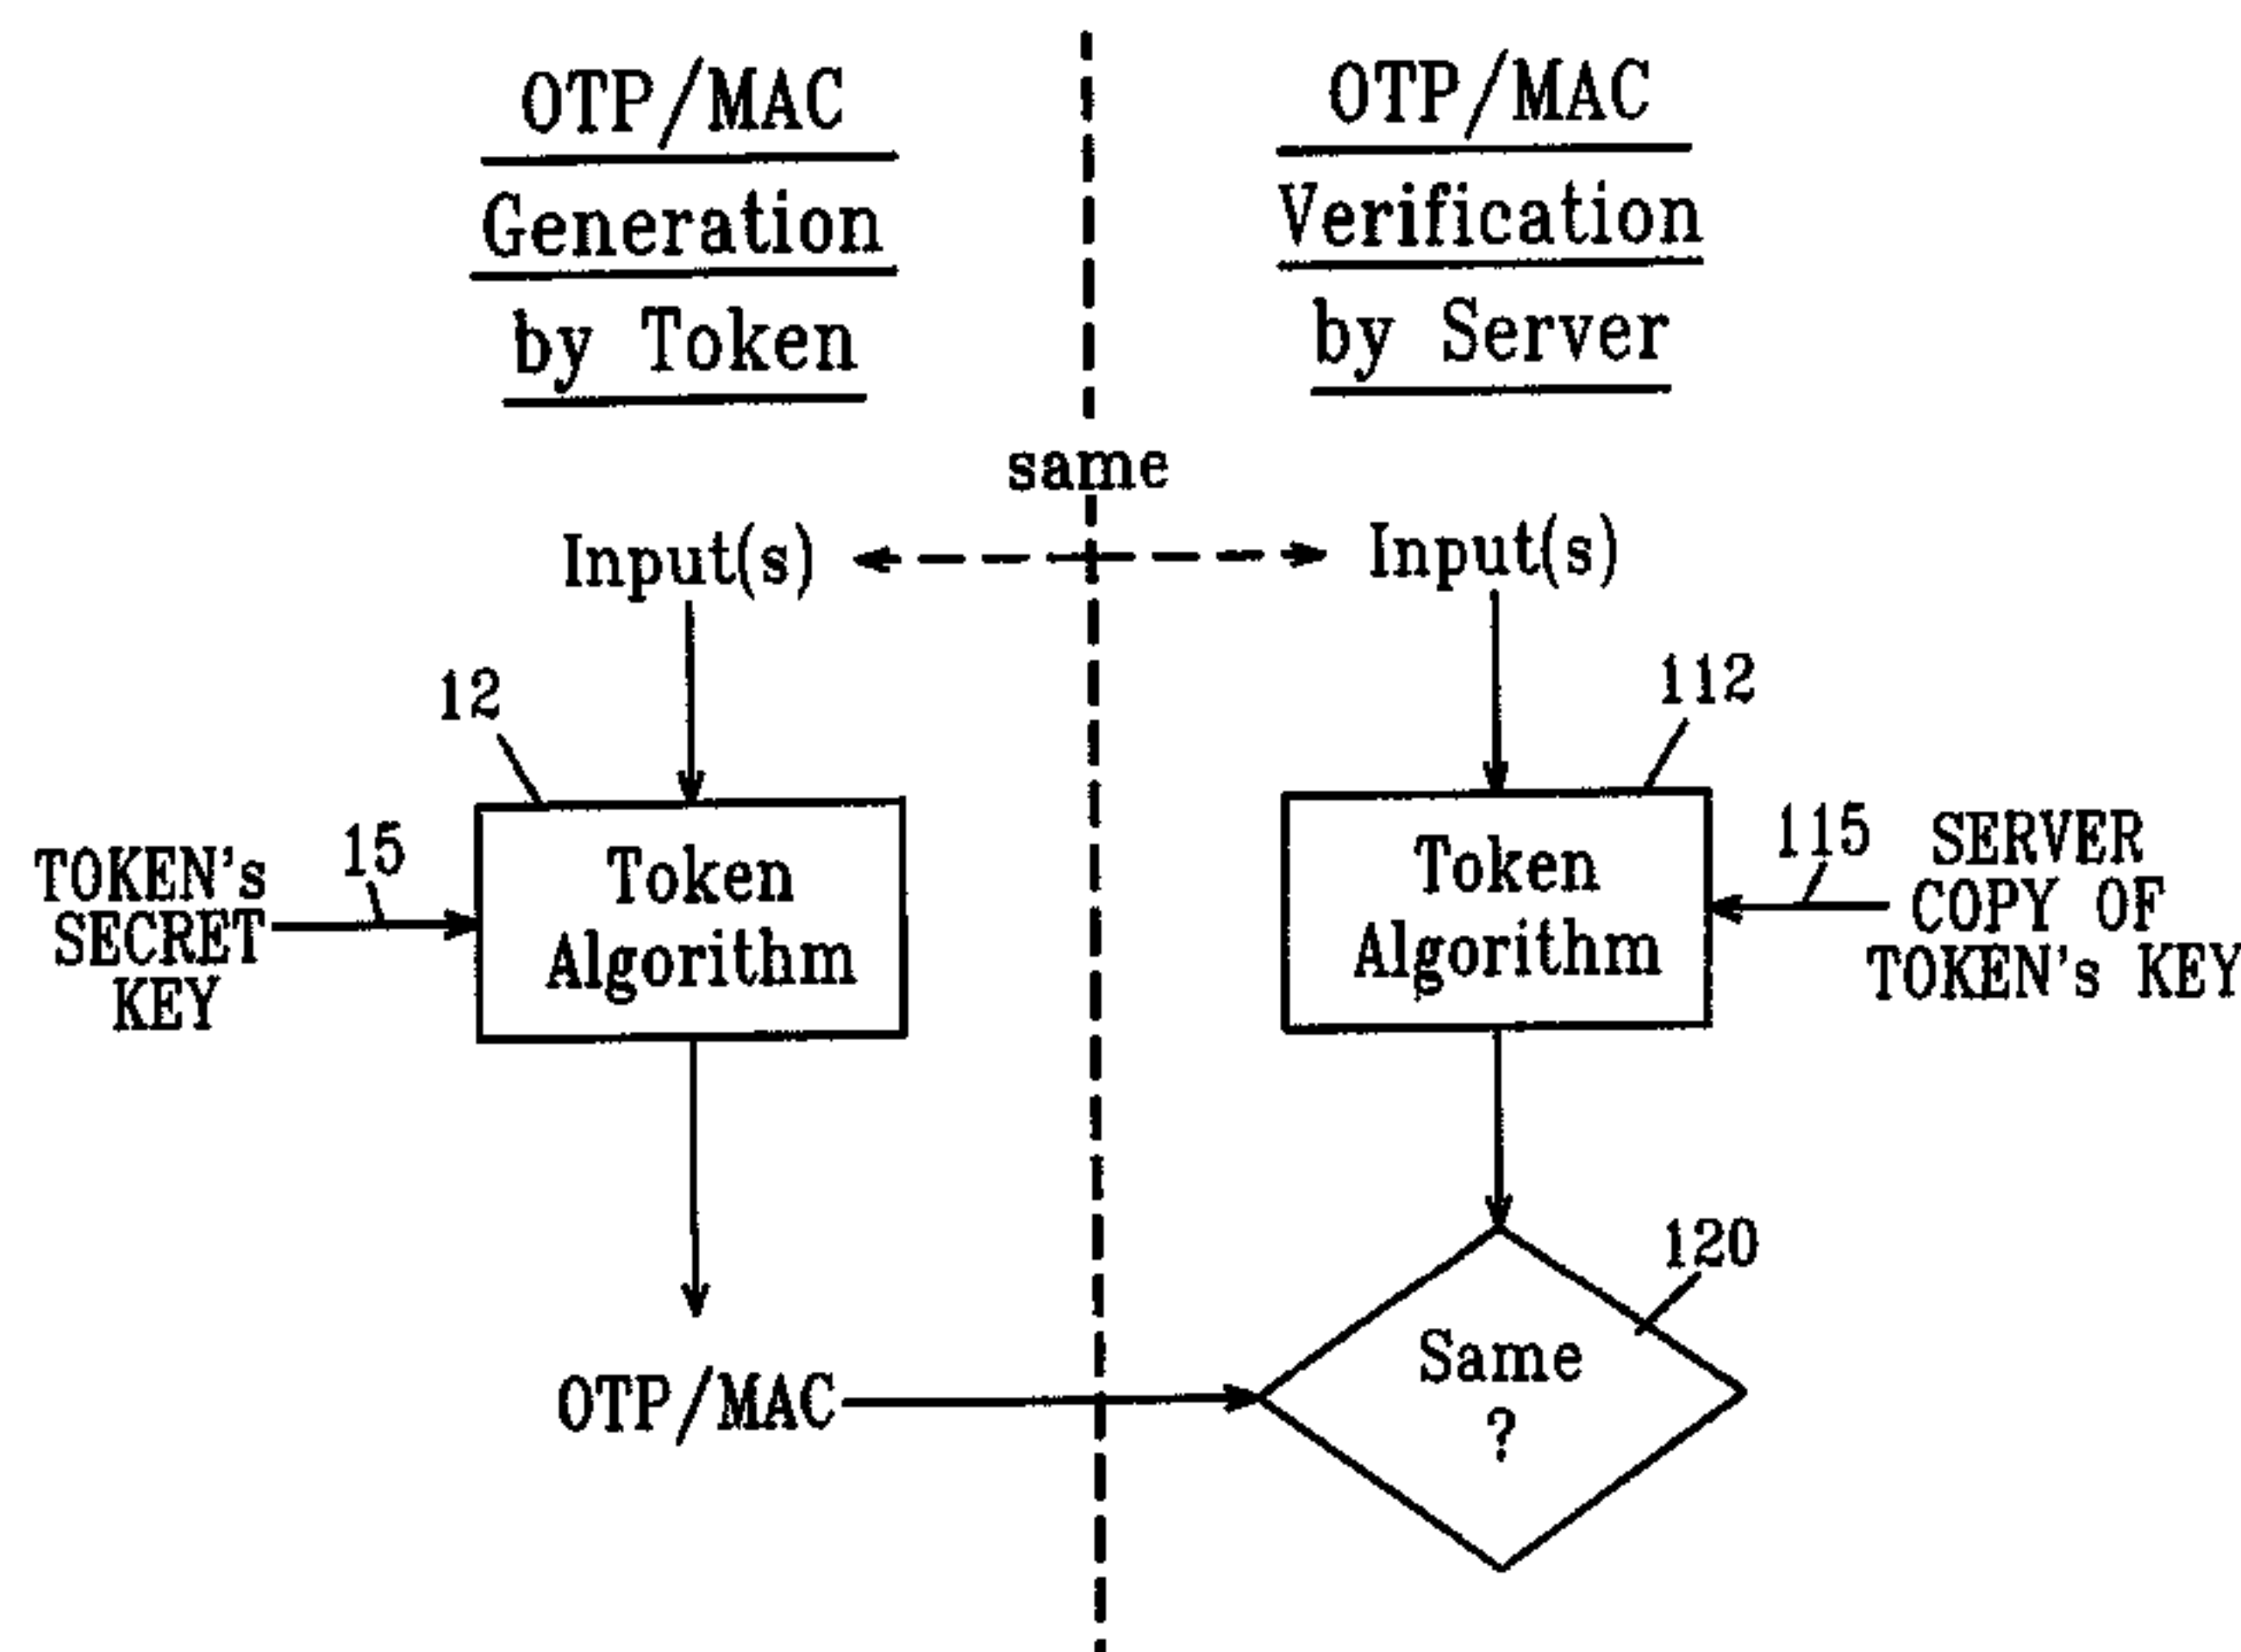 OTP/MAC
Generation
by Token
OTP/MAC
Verification
by Server
same
Input(s)
Input(s)
12
112
TOKEN's
SECRET
KEY
15
Token
Algorithm
Token
Algorithm
115
SERVER
COPY OF
TOKEN's KEY
120
OTP/MAC
Same
?